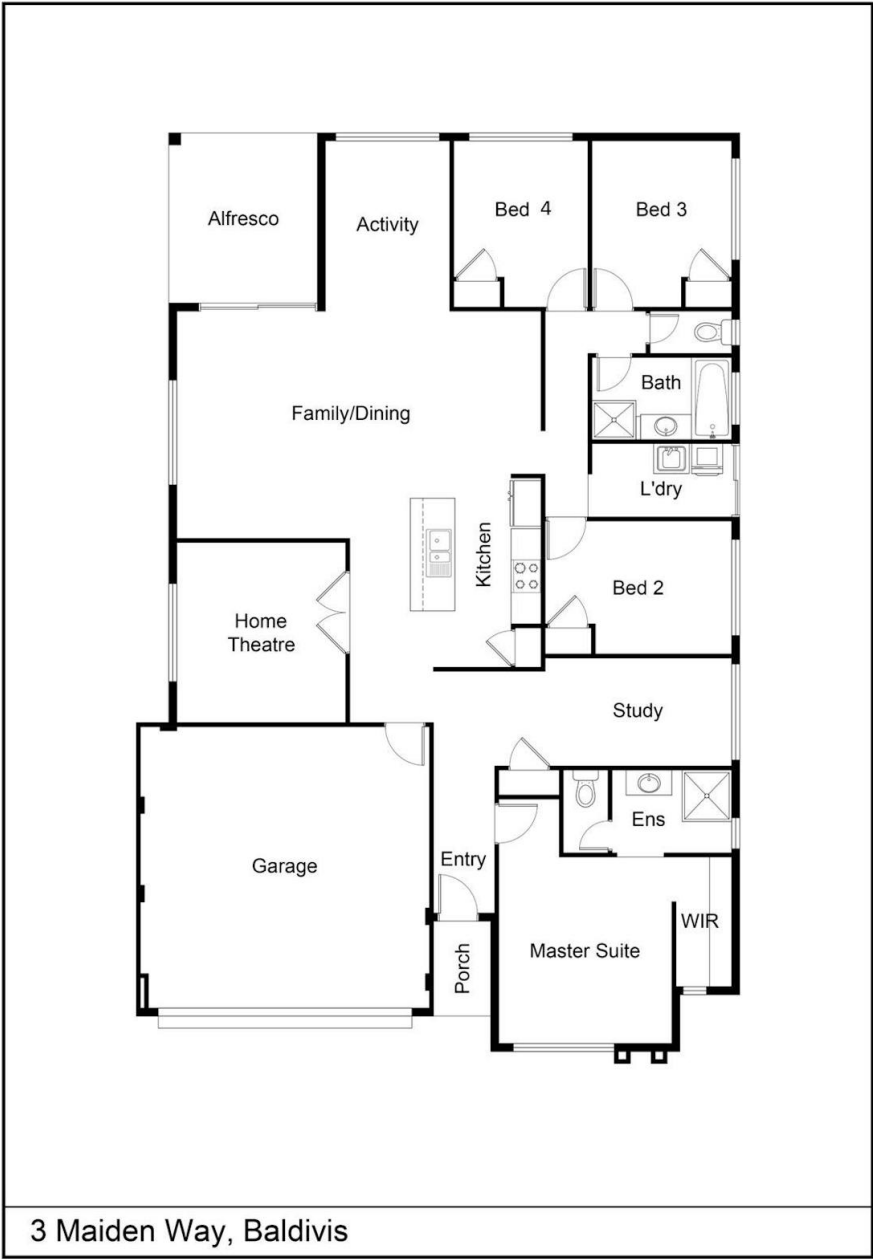 Alfresco
Activity
Bed 4
Bed 3
Bath
Family/Dining
L'dry
Kitchen
Bed 2
Home
Theatre
Study
Ens
Garage
Entry
WIR
Master Suite
Porch
3 Maiden Way, Baldivis